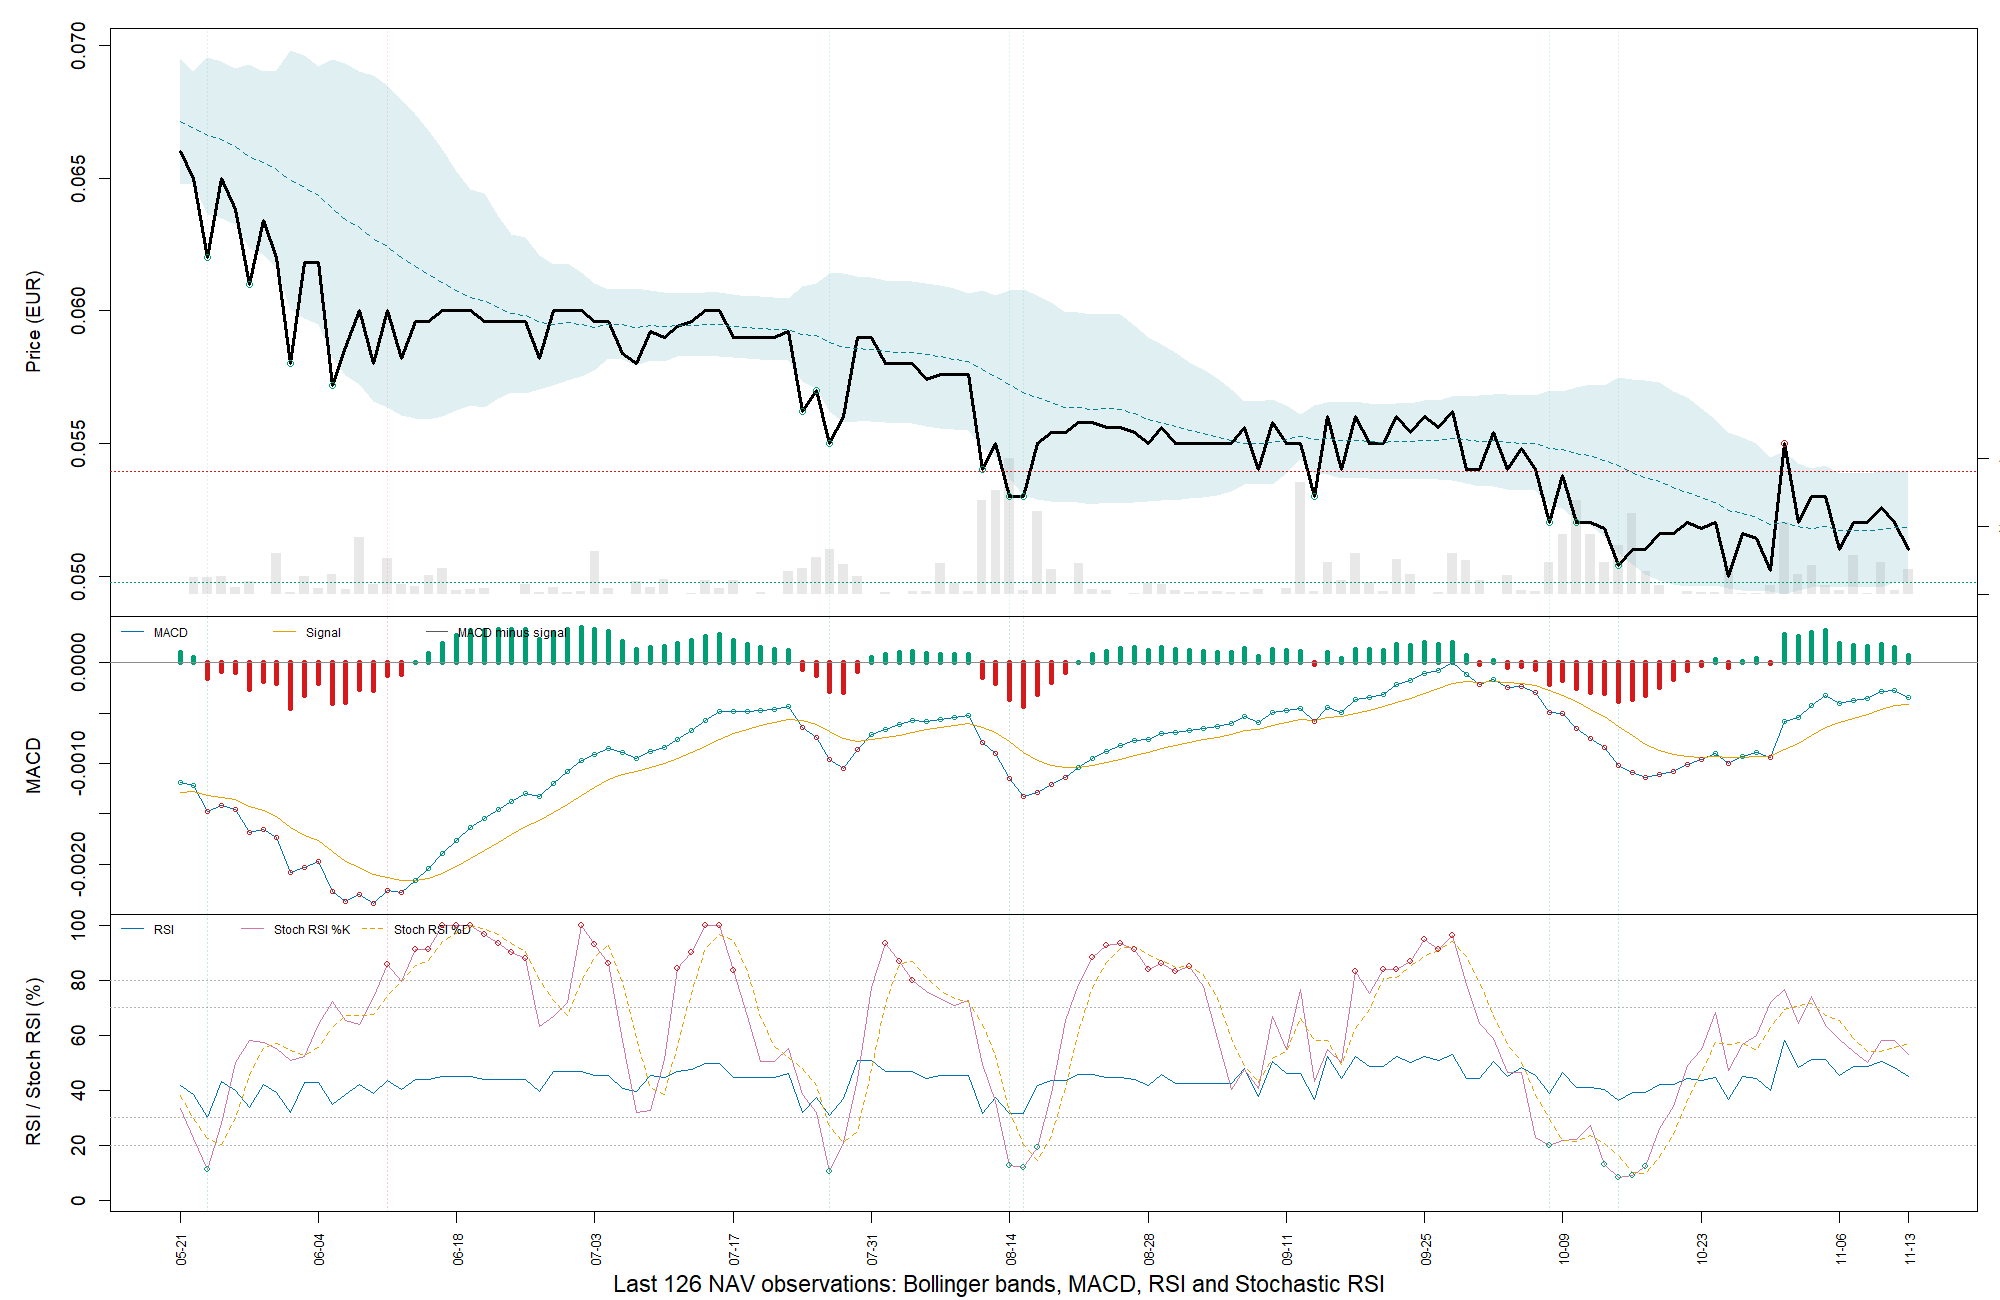 0.070
0.065
0.060
0.055
0.050
Price (EUR)
MACD Signal MACD minus signal
0.0000
-0.0010
-0.0020
MACD
RSI Stoch RSI %K Stoch RSI %D
100
80
60
40
20
0
RSI / Stoch RSI (%)
05-21 06-04 06-18 07-03 07-17 07-31 08-14 08-28 09-11 09-25 10-09 10-23 11-06 11-13
Last 126 NAV observations: Bollinger bands, MACD, RSI and Stochastic RSI